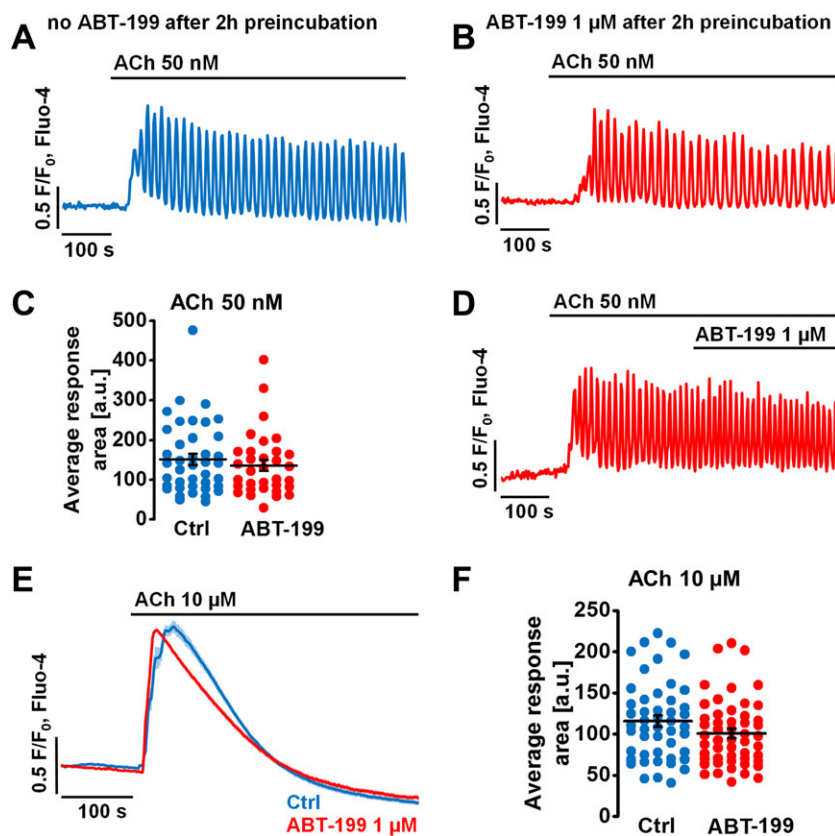 A
no ABT-199 after 2h preincubation
ACh 50 nM
0.5 F/F0, Fluo-4
100 s
B
ABT-199 1 µM after 2h preincubation
ACh 50 nM
0.5 F/F0, Fluo-4
100 s
C
ACh 50 nM
Average response
area [a.u.]
500
400
300
200
100
0
Ctrl
ABT-199
D
ACh 50 nM
ABT-199 1 µM
0.5 F/F0, Fluo-4
100 s
E
ACh 10 µM
0.5 F/F0, Fluo-4
100 s
Ctrl
ABT-199 1 µM
F
ACh 10 µM
Average response
area [a.u.]
250
200
150
100
50
0
Ctrl
ABT-199